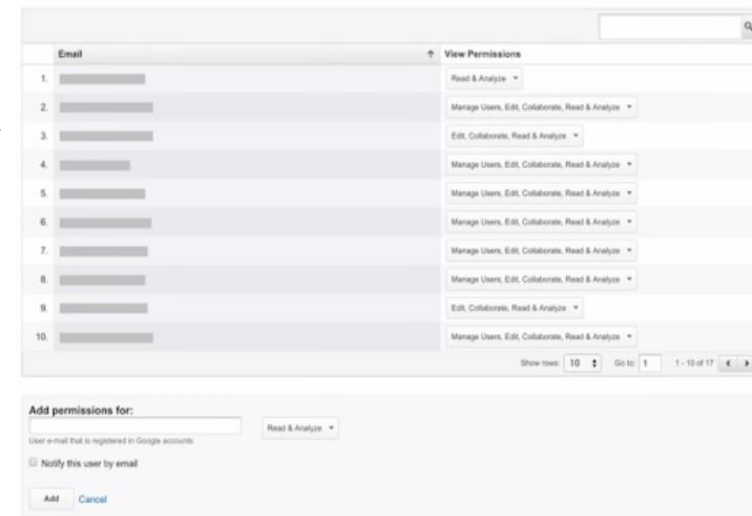 Email View Permissions
1. Read & Analyze
2. Manage Users, Edit, Collaborate, Read & Analyze
3. Edit, Collaborate, Read & Analyze
4. Manage Users, Edit, Collaborate, Read & Analyze
5. Manage Users, Edit, Collaborate, Read & Analyze
6. Manage Users, Edit, Collaborate, Read & Analyze
7. Manage Users, Edit, Collaborate, Read & Analyze
8. Manage Users, Edit, Collaborate, Read & Analyze
9. Edit, Collaborate, Read & Analyze
10. Manage Users, Edit, Collaborate, Read & Analyze
Show rows: 10 Go to: 1 1 - 10 of 17
Add permissions for:
Read & Analyze
User e-mail that is registered in Google accounts
Notify this user by email
Add Cancel